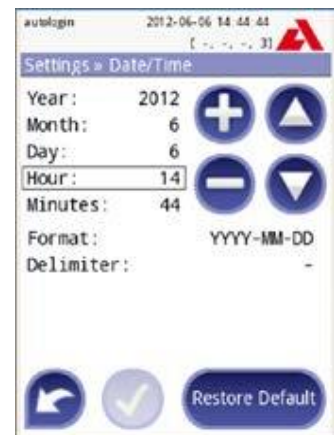 autologin 2012-06-06 14 44 44
[ -, -, -, 3]
Settings » Date/Time
Year: 2012
Month: 6
Day: 6
Hour: 14
Minutes: 44
Format: YYYY-MM-DD
Delimiter: -
Restore Default